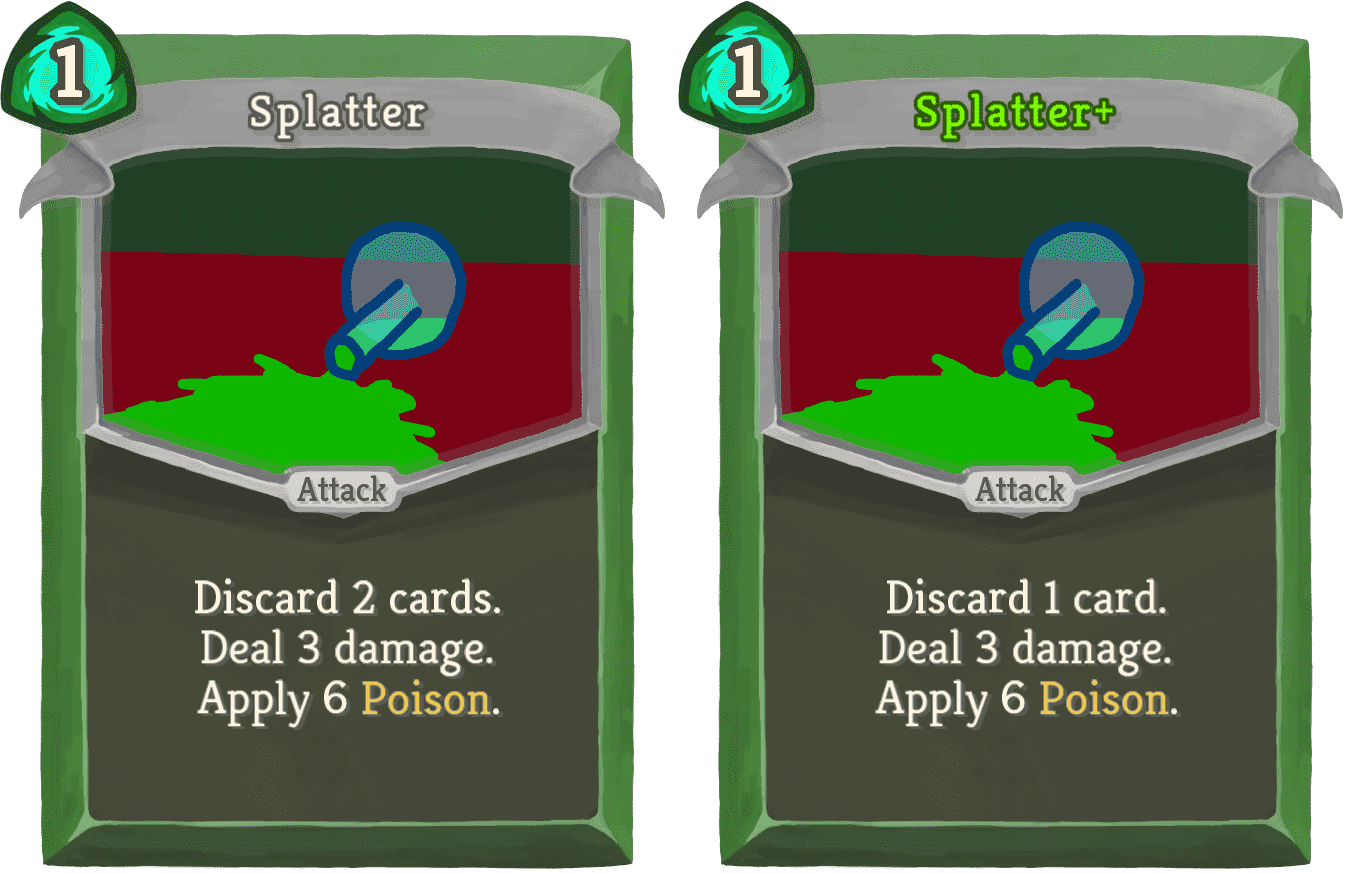 1
Splatter
Attack
Discard 2 cards.
Deal 3 damage.
Apply 6 Poison.
1
Splatter+
Attack
Discard 1 card.
Deal 3 damage.
Apply 6 Poison.